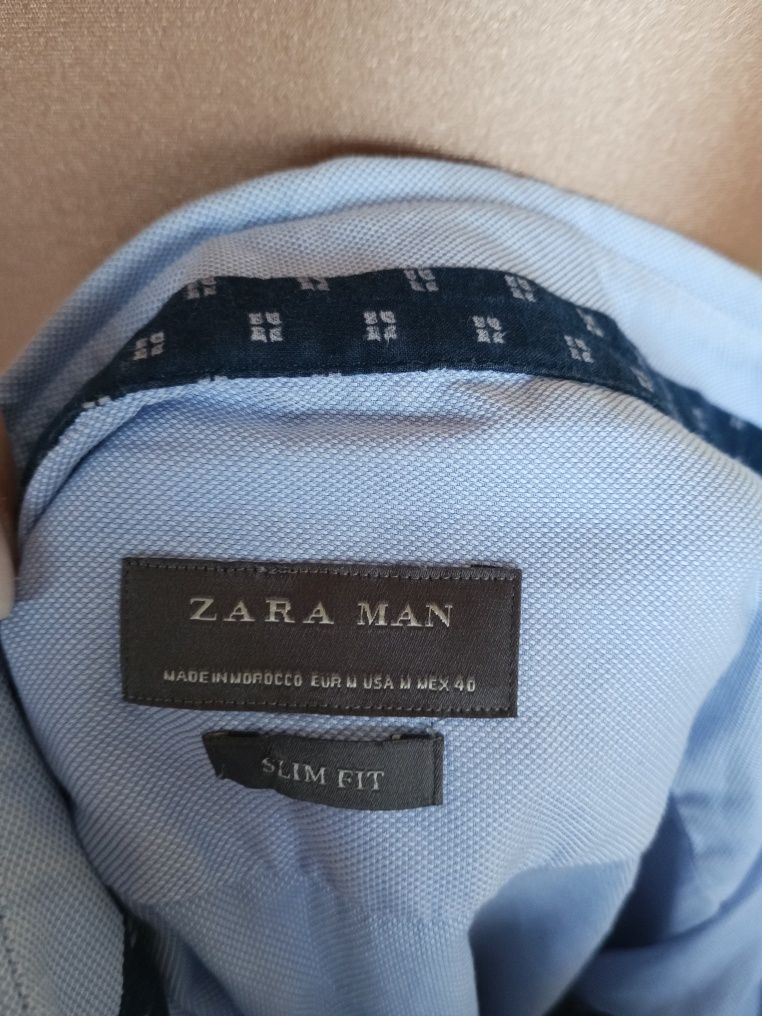 ZARA MAN
MADE IN MOROCCO EUR M USA M MEX 40
SLIM FIT